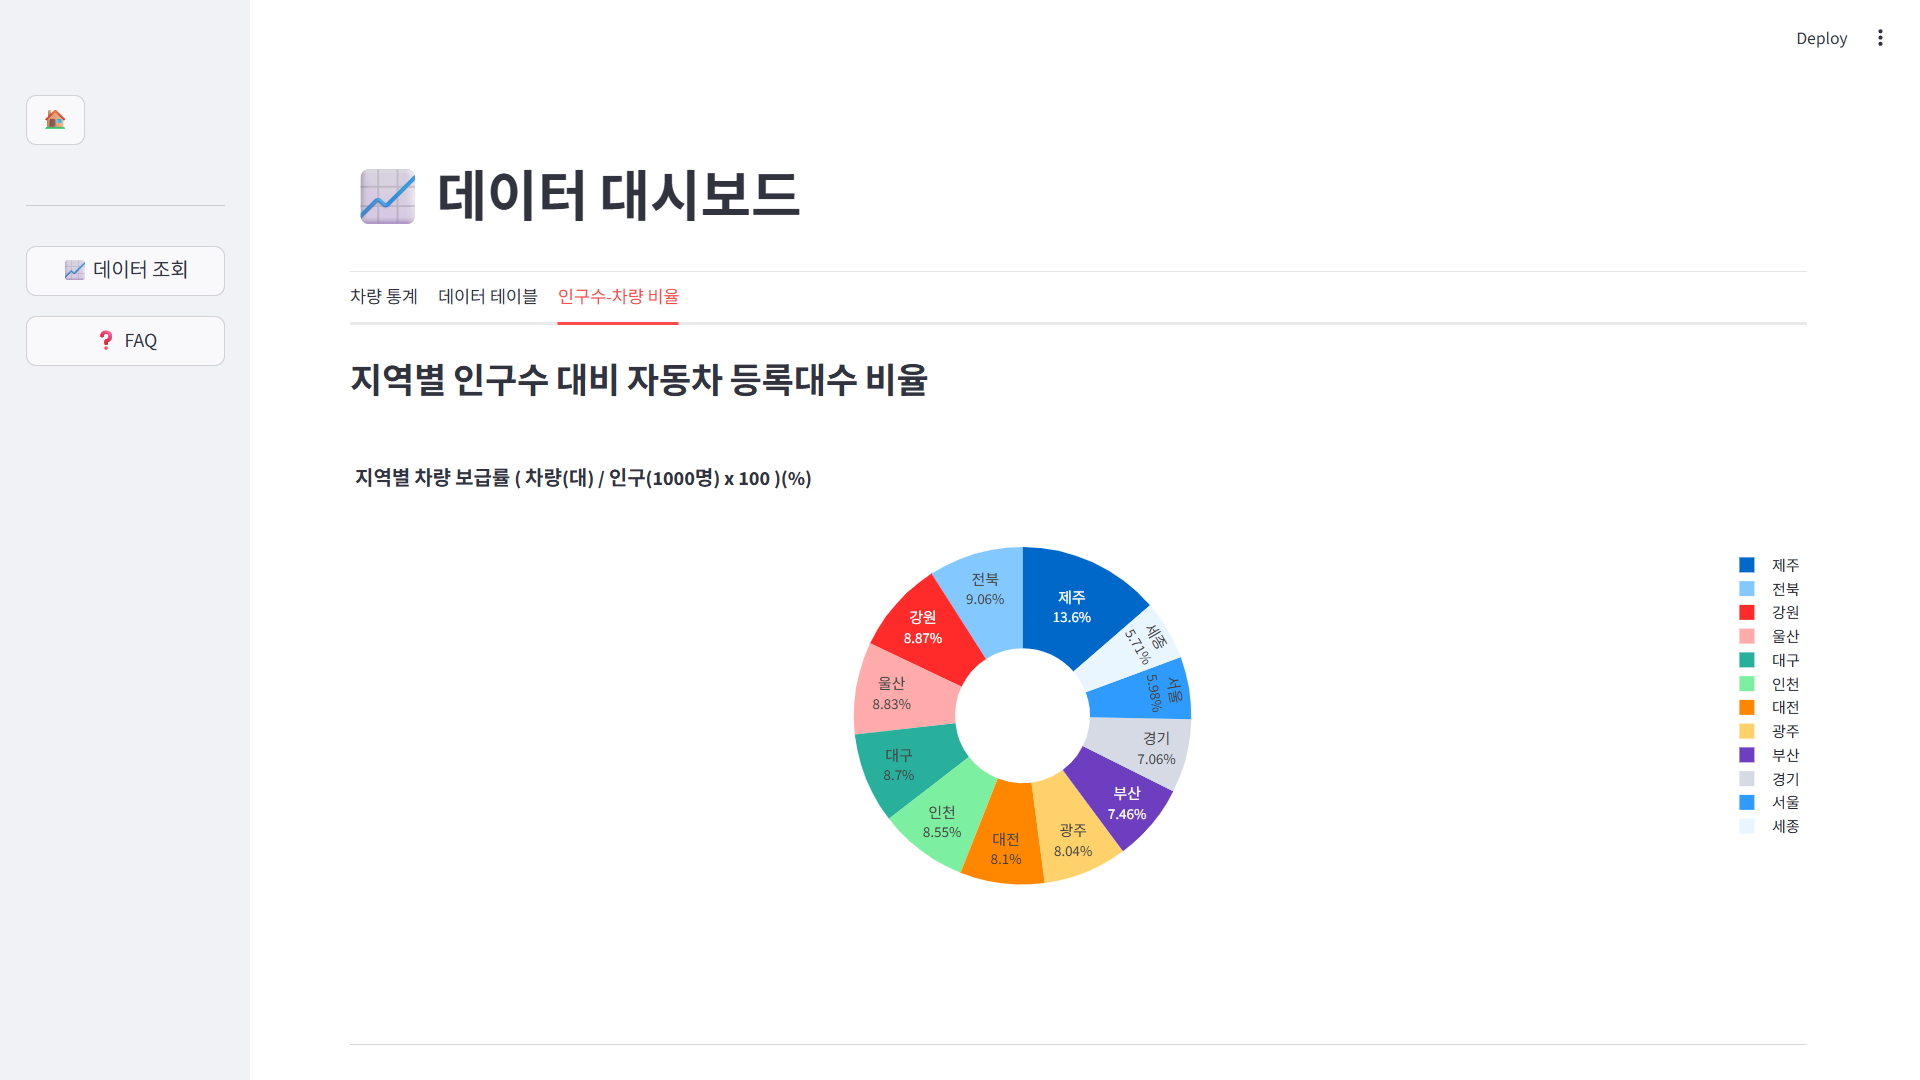 Deploy
데이터 조회
FAQ
데이터 대시보드
차량 통계 데이터 테이블 인구수-차량 비율
지역별 인구수 대비 자동차 등록대수 비율
지역별 차량 보급률 ( 차량(대) / 인구(1000명) x 100 )(%)
제주
13.6%
세종
5.71%
서울
5.98%
경기
7.06%
부산
7.46%
광주
8.04%
대전
8.1%
인천
8.55%
대구
8.7%
울산
8.83%
강원
8.87%
전북
9.06%
제주
전북
강원
울산
대구
인천
대전
광주
부산
경기
서울
세종